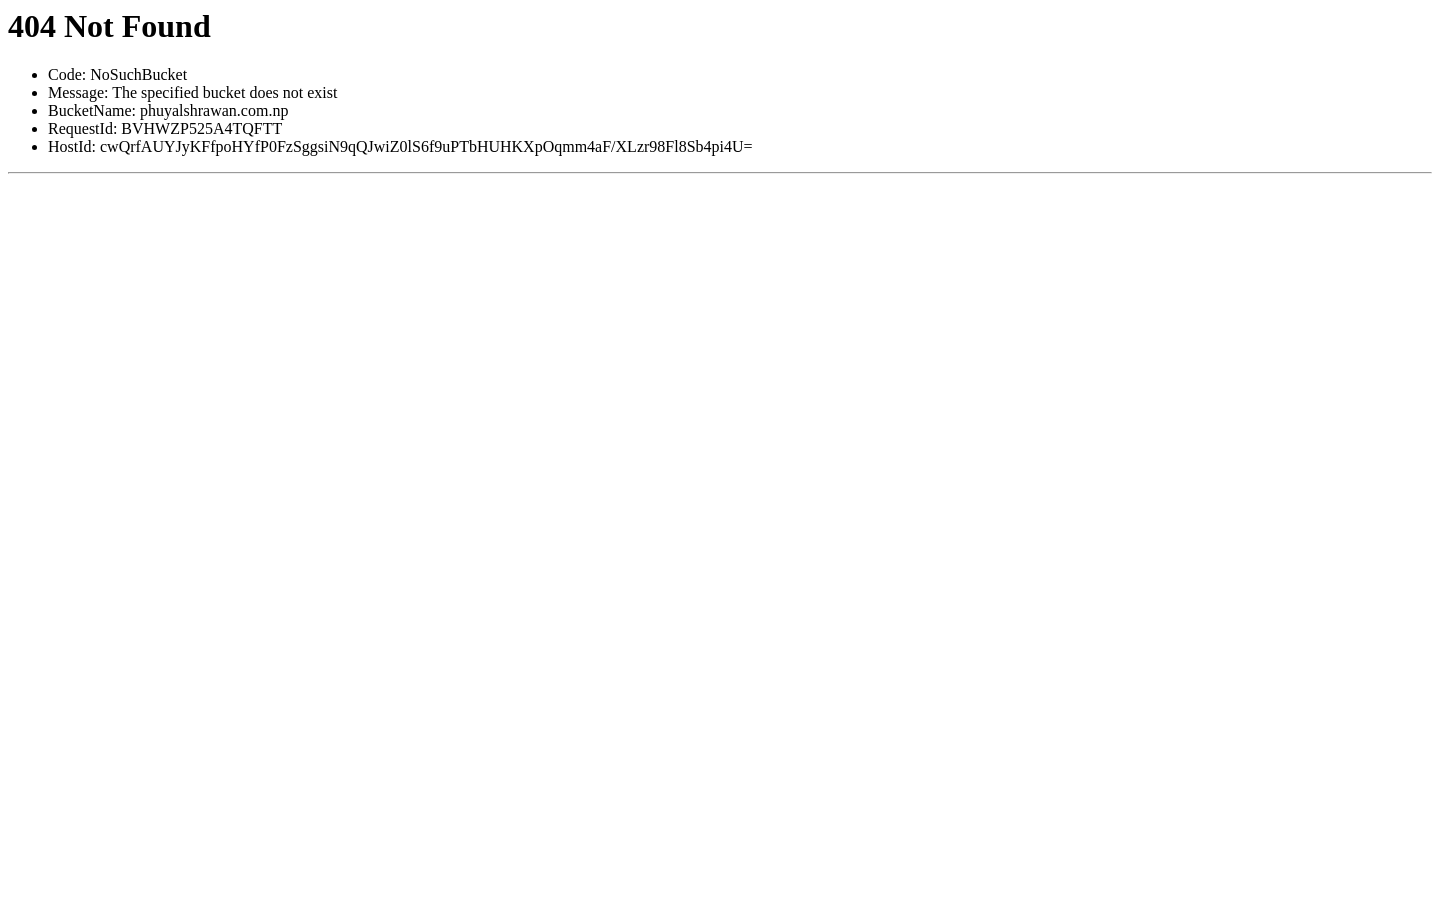 404 Not Found
Code: NoSuchBucket
Message: The specified bucket does not exist
BucketName: phuyalshrawan.com.np
RequestId: BVHWZP525A4TQFTT
HostId: cwQrfAUYJyKFfpoHYfP0FzSggsiN9qQJwiZ0lS6f9uPTbHUHKXpOqmm4aF/XLzr98Fl8Sb4pi4U=